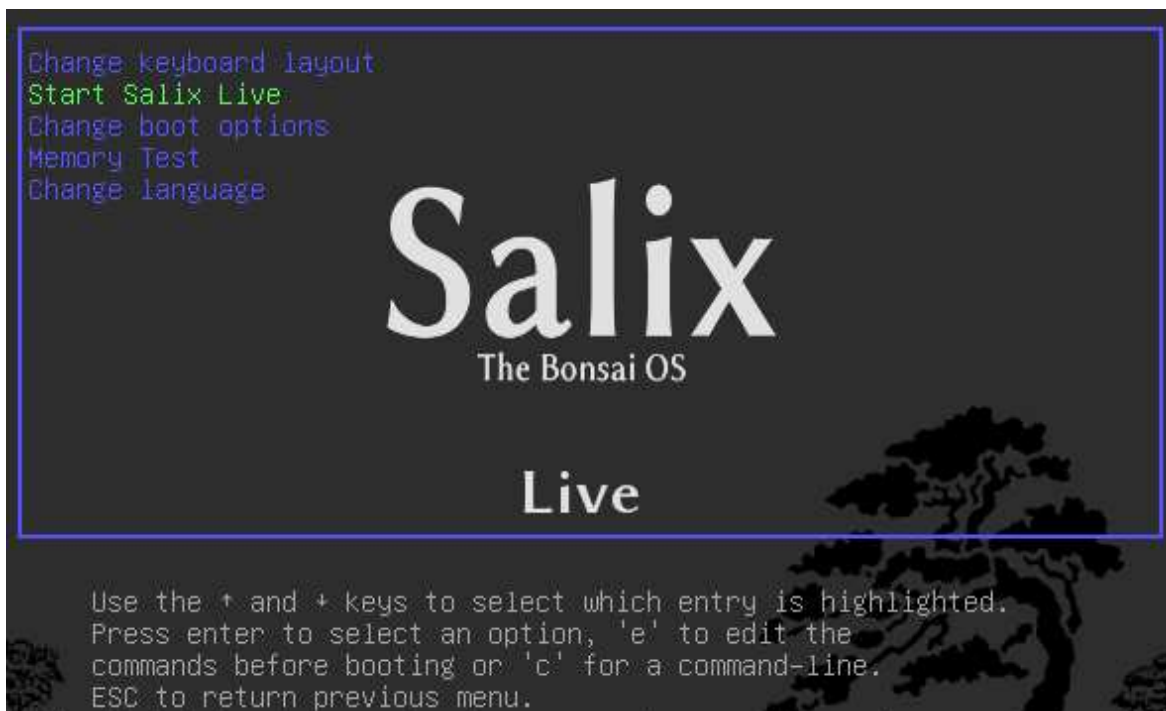 Change keyboard layout
Start Salix Live
Change boot options
Memory Test
Change language
Salix
The Bonsai OS
Live
Use the ↑ and ↓ keys to select which entry is highlighted.
Press enter to select an option, 'e' to edit the
commands before booting or 'c' for a command-line.
ESC to return previous menu.